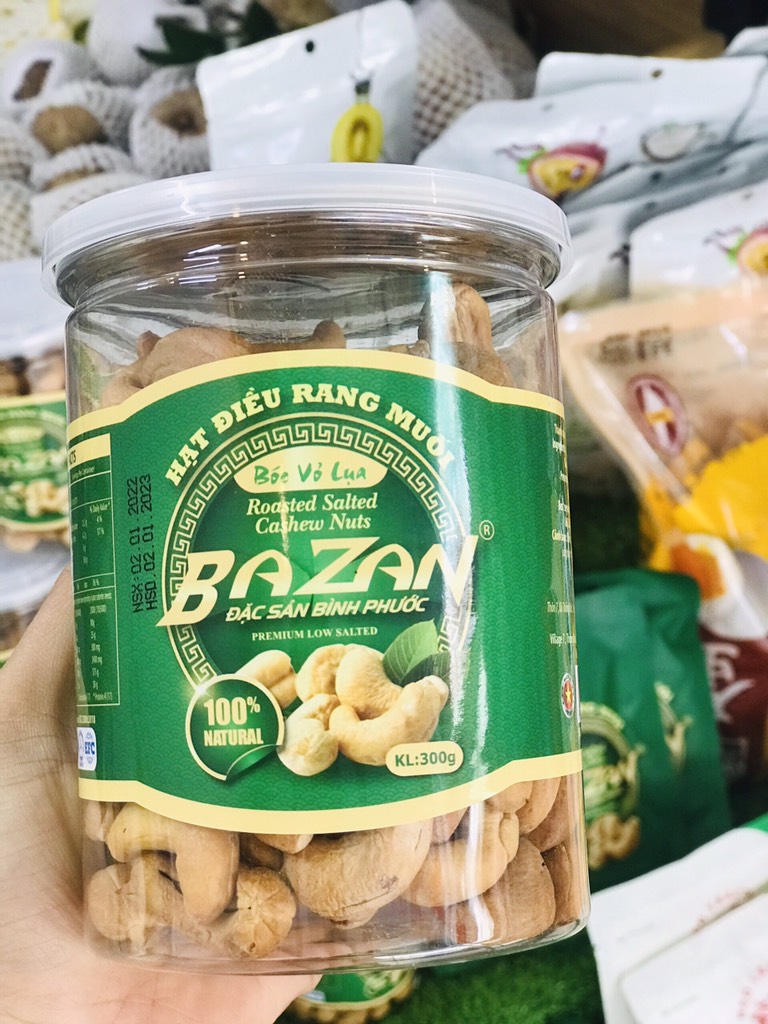 HẠT ĐIỀU RANG MUỐI
Bóc Vỏ Lụa
Roasted Salted
Cashew Nuts
BAZAN
®
ĐẶC SẢN BÌNH PHƯỚC
PREMIUM LOW SALTED
100%
NATURAL
KL:300g
NSX:02.01.2022
HSD:02.01.2023
EFC